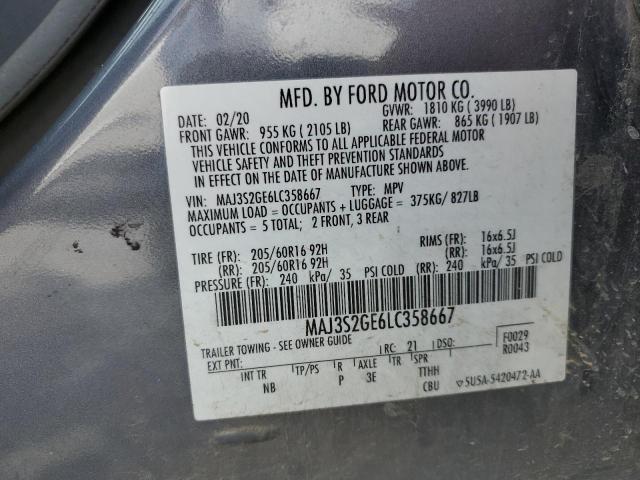 MFD. BY FORD MOTOR CO.
DATE: 02/20 GVWR: 1810 KG ( 3990 LB)
FRONT GAWR: 955 KG ( 2105 LB) REAR GAWR: 865 KG ( 1907 LB)
THIS VEHICLE CONFORMS TO ALL APPLICABLE FEDERAL MOTOR
VEHICLE SAFETY AND THEFT PREVENTION STANDARDS
IN EFFECT ON THE DATE OF MANUFACTURE SHOWN ABOVE.
VIN: MAJ3S2GE6LC358667 TYPE: MPV
MAXIMUM LOAD = OCCUPANTS + LUGGAGE = 375KG/ 827LB
OCCUPANTS = 5 TOTAL; 2 FRONT, 3 REAR
TIRE (FR): 205/60R16 92H RIMS (FR): 16x6.5J
(RR): 205/60R16 92H (RR): 16x6.5J
PRESSURE (FR): 240 kPa/ 35 PSI COLD (RR): 240 kPa/ 35 PSI COLD
MAJ3S2GE6LC358667
TRAILER TOWING - SEE OWNER GUIDE
EXT PNT: RC: 21 DSO: F0029
R0043
INT TR TP/PS R AXLE TR SPR
NB P 3E TTHH
CBU 5U5A-5420472-AA